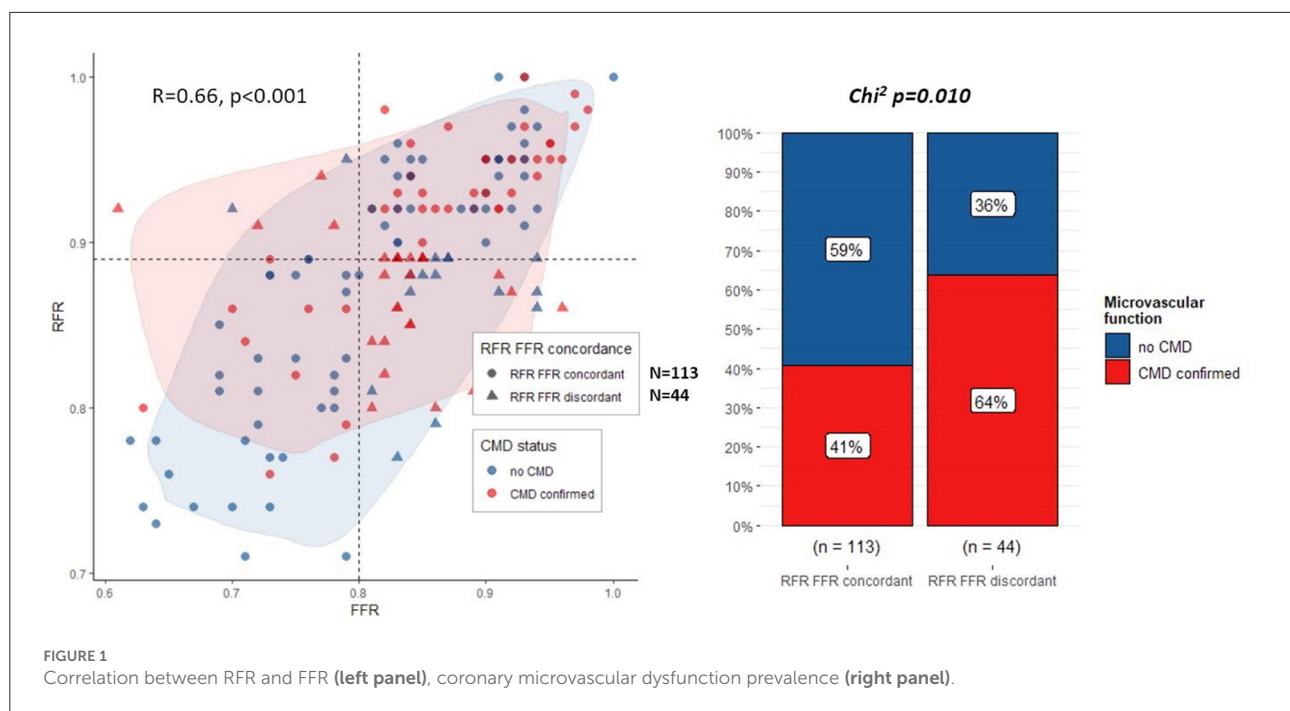 R=0.66, p<0.001
1.0
0.9
0.8
0.7
RFR
0.6
0.7
0.8
0.9
1.0
FFR
RFR FFR concordance
RFR FFR concordant
RFR FFR discordant
N=113
N=44
CMD status
no CMD
CMD confirmed
Chi² p=0.010
100%
90%
80%
70%
60%
50%
40%
30%
20%
10%
0%
59%
41%
36%
64%
(n = 113)
(n = 44)
RFR FFR concordant
RFR FFR discordant
Microvascular
function
no CMD
CMD confirmed
FIGURE 1
Correlation between RFR and FFR (left panel), coronary microvascular dysfunction prevalence (right panel).